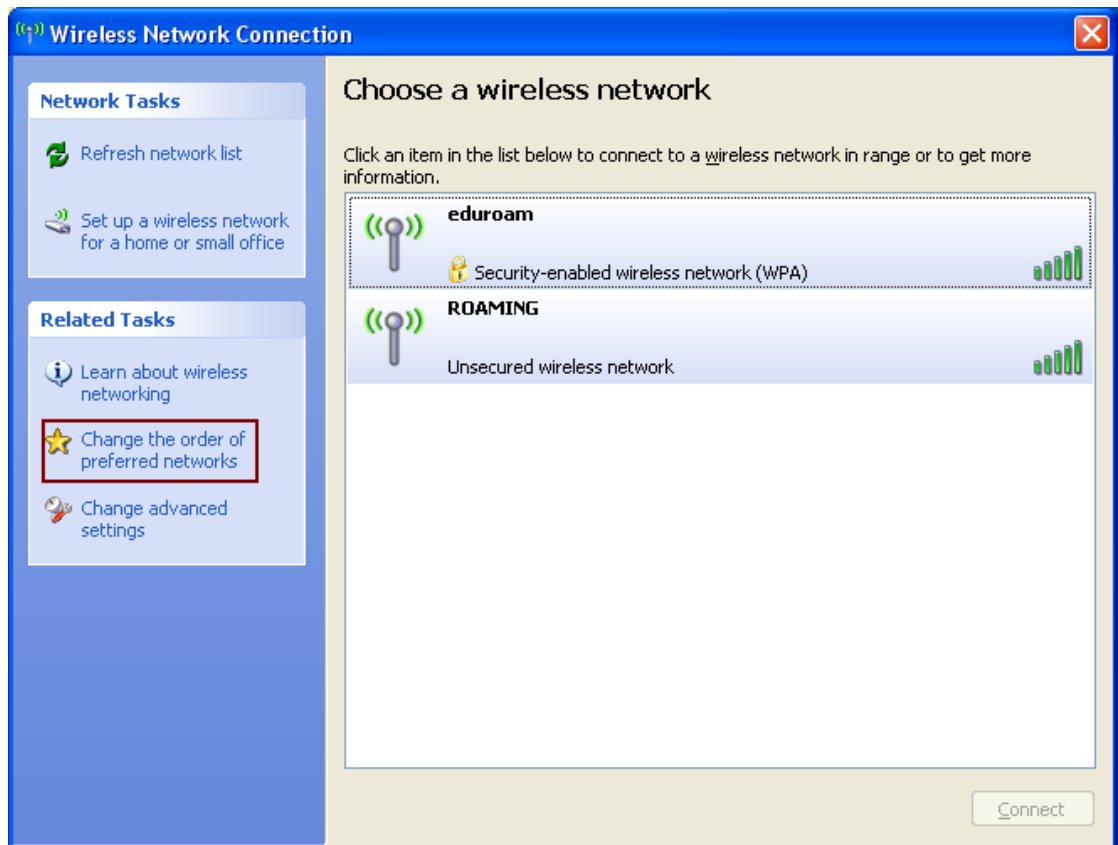 Wireless Network Connection
Network Tasks
Refresh network list
Set up a wireless network
for a home or small office
Related Tasks
Learn about wireless
networking
Change the order of
preferred networks
Change advanced
settings
Choose a wireless network
Click an item in the list below to connect to a wireless network in range or to get more
information.
eduroam
Security-enabled wireless network (WPA)
ROAMING
Unsecured wireless network
Connect